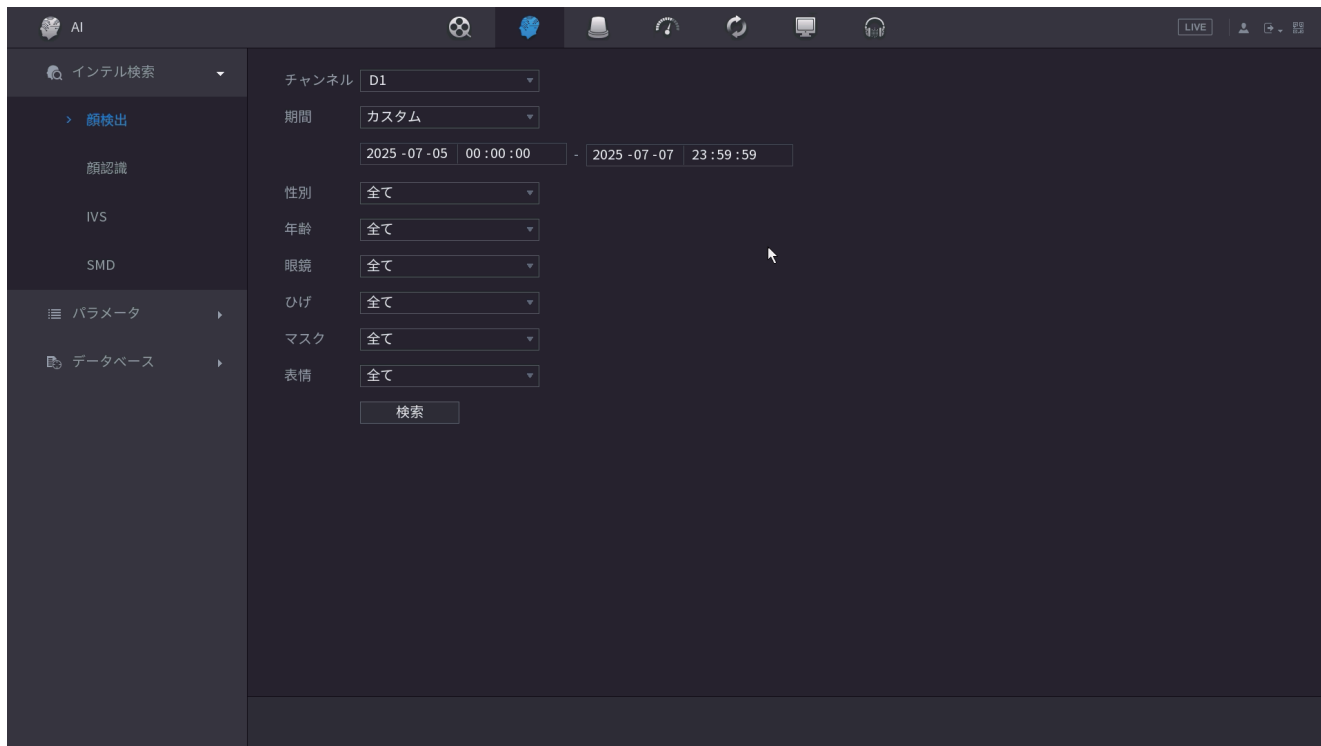 AI
LIVE
インテル検索
顔検出
顔認識
IVS
SMD
パラメータ
データベース
チャンネル D1
期間 カスタム
2025 -07 -05 00 :00 :00 - 2025 -07 -07 23 :59 :59
性別 全て
年齢 全て
眼鏡 全て
ひげ 全て
マスク 全て
表情 全て
検索